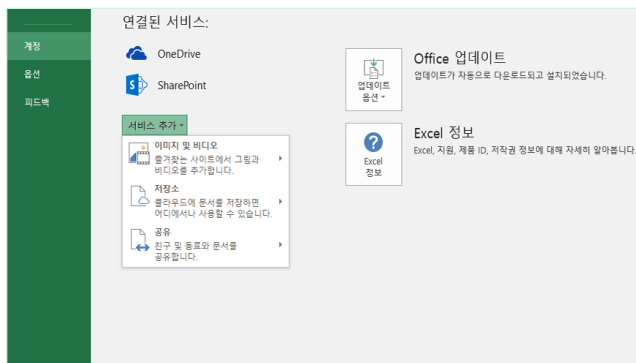 계정
옵션
피드백
연결된 서비스:
OneDrive
SharePoint
서비스 추가
이미지 및 비디오
즐겨찾는 사이트에서 그림과
비디오를 추가합니다.
저장소
클라우드에 문서를 저장하면
어디에서나 사용할 수 있습니다.
공유
친구 및 동료와 문서를
공유합니다.
업데이트
옵션
Office 업데이트
업데이트가 자동으로 다운로드되고 설치되었습니다.
Excel
정보
Excel 정보
Excel, 지원, 제품 ID, 저작권 정보에 대해 자세히 알아봅니다.